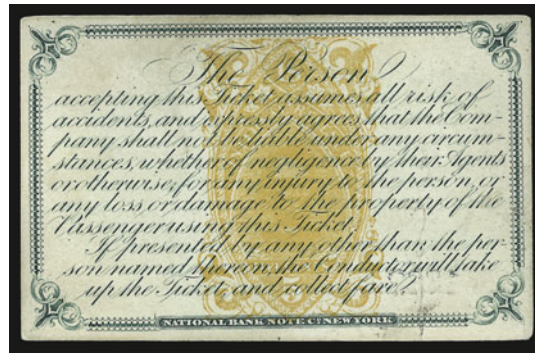 The Person
accepting this Ticket assumes all risk of
accidents, and expressly agrees that the Com-
pany shall not be liable under any circum-
stances, whether of negligence by their Agents
or otherwise, for any injury to the person, or
any loss or damage to the property of the
Passenger using this Ticket.
If presented by any other than the per-
son named thereon, the Conductor will take
up the Ticket and collect fare.
NATIONAL BANK NOTE Co. NEW YORK